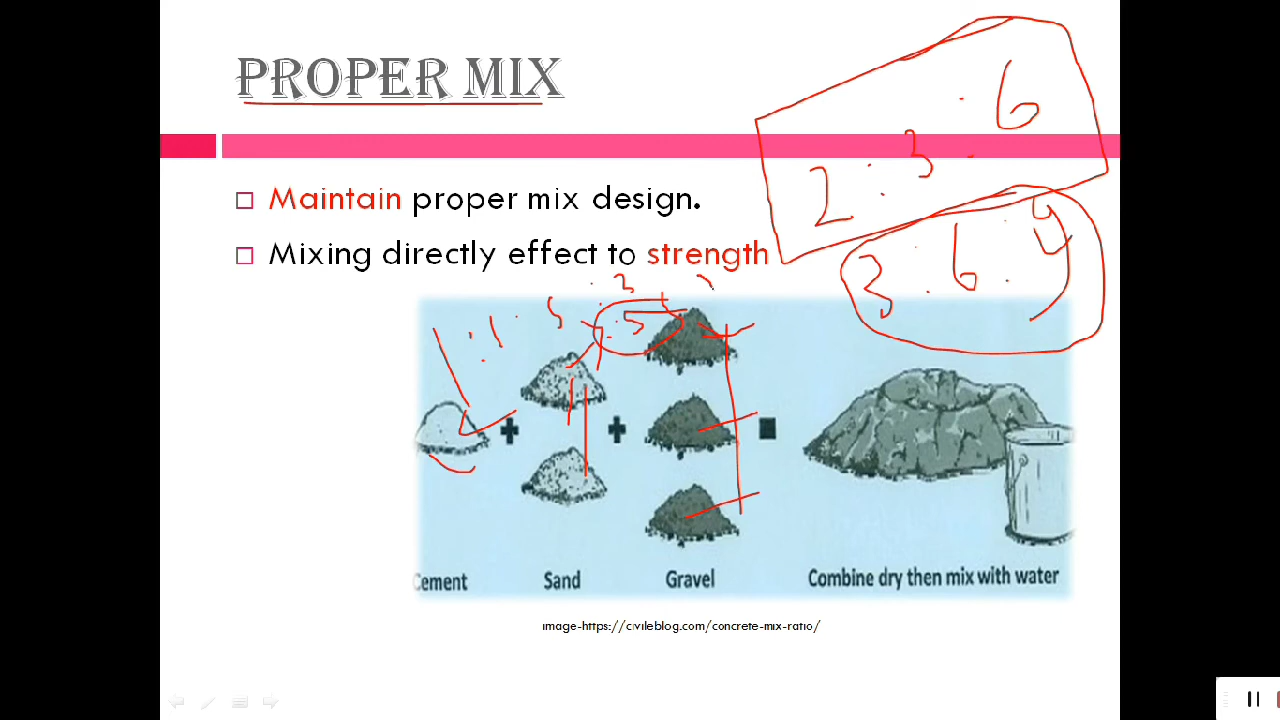 PROPER MIX
Maintain proper mix design.
Mixing directly effect to strength
2 : 3 : 6
3 : 6 : 9
Cement
Sand
Gravel
Combine dry then mix with water
image-https://civileblog.com/concrete-mix-ratio/